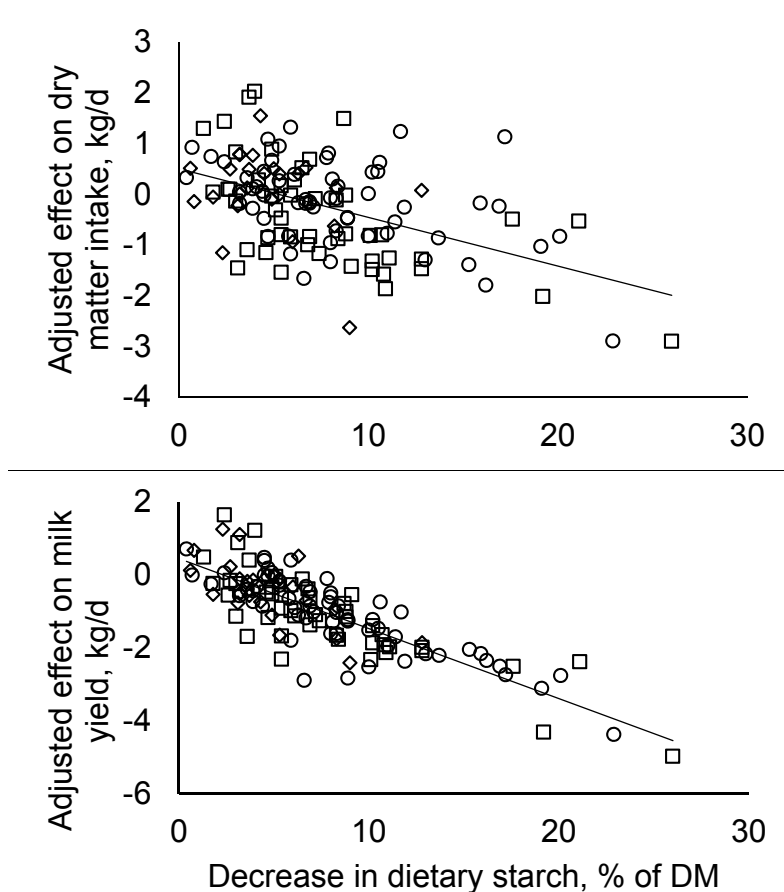 Adjusted effect on dry
matter intake, kg/d
3
2
1
0
-1
-2
-3
-4
0 10 20 30
Adjusted effect on milk
yield, kg/d
2
0
-2
-4
-6
0 10 20 30
Decrease in dietary starch, % of DM